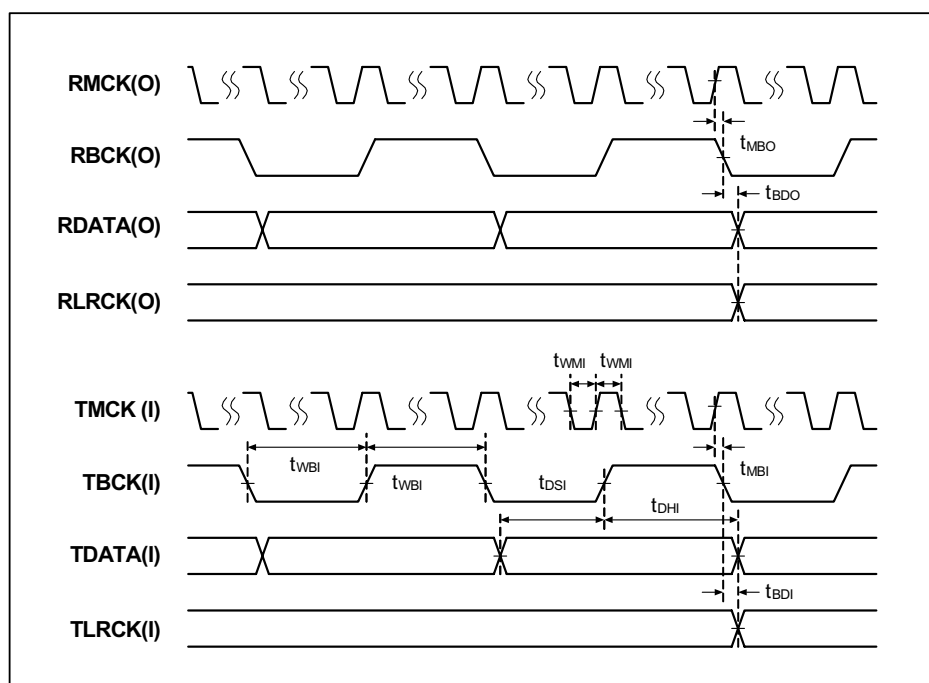 RMCK(O)
RBCK(O)
tMBO
tBDO
RDATA(O)
RLRCK(O)
tWMI tWMI
TMCK (I)
tWBI
tWBI
tMBI
TBCK(I)
tDSI
tDHI
TDATA(I)
tBDI
TLRCK(I)